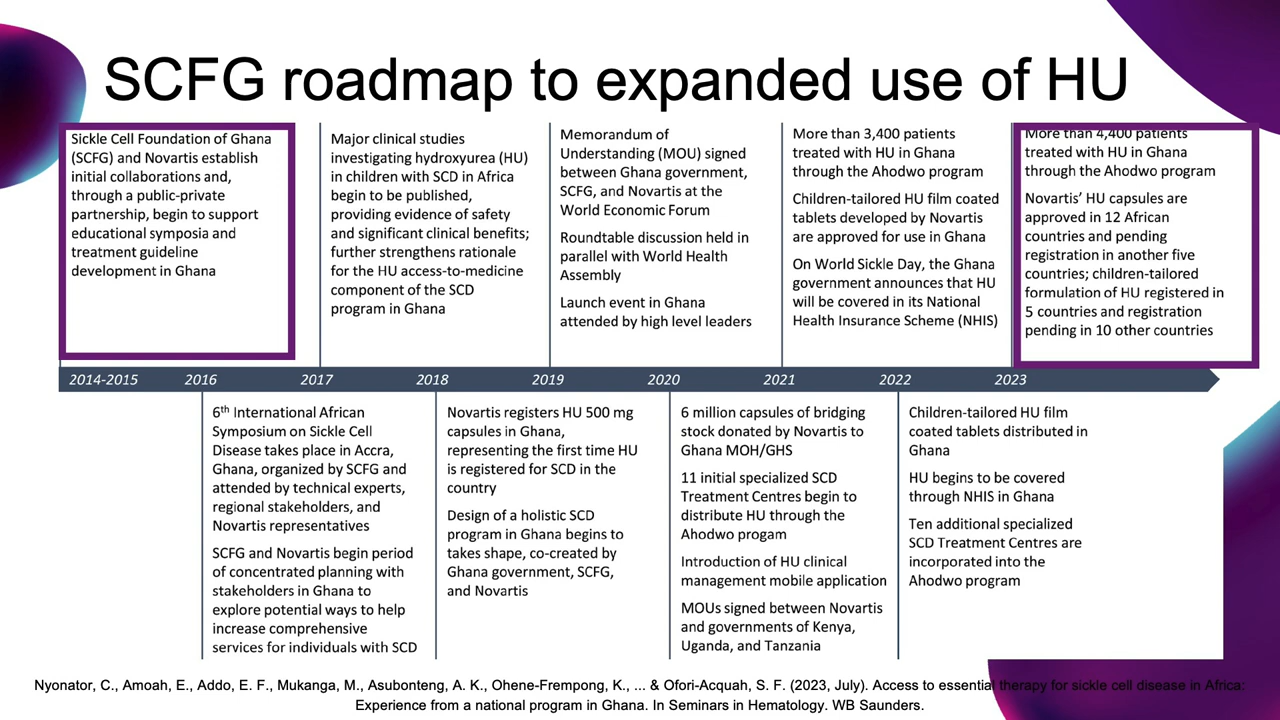 SCFG roadmap to expanded use of HU
Sickle Cell Foundation of Ghana
(SCFG) and Novartis establish
initial collaborations and,
through a public-private
partnership, begin to support
educational symposia and
treatment guideline
development in Ghana
Major clinical studies
investigating hydroxyurea (HU)
in children with SCD in Africa
begin to be published,
providing evidence of safety
and significant clinical benefits;
further strengthens rationale
for the HU access-to-medicine
component of the SCD
program in Ghana
Memorandum of
Understanding (MOU) signed
between Ghana government,
SCFG, and Novartis at the
World Economic Forum
Roundtable discussion held in
parallel with World Health
Assembly
Launch event in Ghana
attended by high level leaders
More than 3,400 patients
treated with HU in Ghana
through the Ahodwo program
Children-tailored HU film coated
tablets developed by Novartis
are approved for use in Ghana
On World Sickle Day, the Ghana
government announces that HU
will be covered in its National
Health Insurance Scheme (NHIS)
More than 4,400 patients
treated with HU in Ghana
through the Ahodwo program
Novartis’ HU capsules are
approved in 12 African
countries and pending
registration in another five
countries; children-tailored
formulation of HU registered in
5 countries and registration
pending in 10 other countries
2014-2015 2016 2017 2018 2019 2020 2021 2022 2023
6th International African
Symposium on Sickle Cell
Disease takes place in Accra,
Ghana, organized by SCFG and
attended by technical experts,
regional stakeholders, and
Novartis representatives
SCFG and Novartis begin period
of concentrated planning with
stakeholders in Ghana to
explore potential ways to help
increase comprehensive
services for individuals with SCD
Novartis registers HU 500 mg
capsules in Ghana,
representing the first time HU
is registered for SCD in the
country
Design of a holistic SCD
program in Ghana begins to
takes shape, co-created by
Ghana government, SCFG,
and Novartis
6 million capsules of bridging
stock donated by Novartis to
Ghana MOH/GHS
11 initial specialized SCD
Treatment Centres begin to
distribute HU through the
Ahodwo progam
Introduction of HU clinical
management mobile application
MOUs signed between Novartis
and governments of Kenya,
Uganda, and Tanzania
Children-tailored HU film
coated tablets distributed in
Ghana
HU begins to be covered
through NHIS in Ghana
Ten additional specialized
SCD Treatment Centres are
incorporated into the
Ahodwo program
Nyonator, C., Amoah, E., Addo, E. F., Mukanga, M., Asubonteng, A. K., Ohene-Frempong, K., ... & Ofori-Acquah, S. F. (2023, July). Access to essential therapy for sickle cell disease in Africa:
Experience from a national program in Ghana. In Seminars in Hematology. WB Saunders.